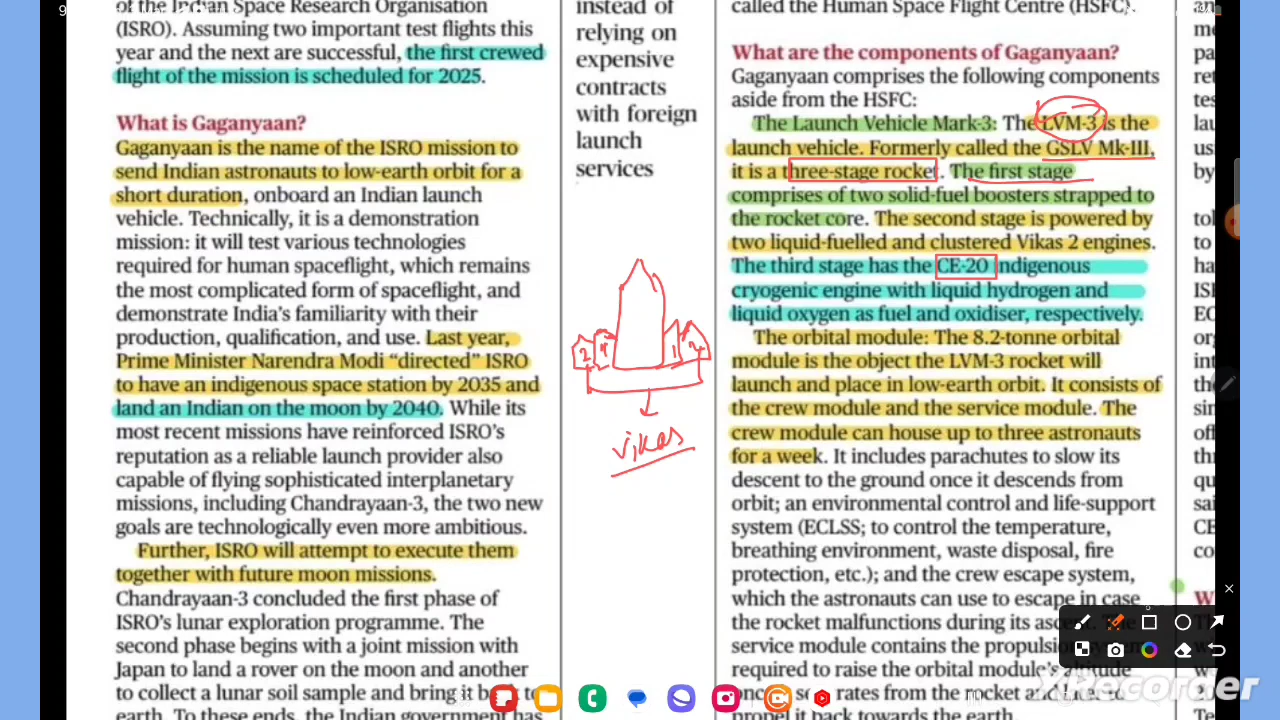 the Indian Space Research Organisation
(ISRO). Assuming two important test flights this
year and the next are successful, the first crewed
flight of the mission is scheduled for 2025.
What is Gaganyaan?
Gaganyaan is the name of the ISRO mission to
send Indian astronauts to low-earth orbit for a
short duration, onboard an Indian launch
vehicle. Technically, it is a demonstration
mission: it will test various technologies
required for human spaceflight, which remains
the most complicated form of spaceflight, and
demonstrate India's familiarity with their
production, qualification, and use. Last year,
Prime Minister Narendra Modi “directed” ISRO
to have an indigenous space station by 2035 and
land an Indian on the moon by 2040. While its
most recent missions have reinforced ISRO's
reputation as a reliable launch provider also
capable of flying sophisticated interplanetary
missions, including Chandrayaan-3, the two new
goals are technologically even more ambitious.
Further, ISRO will attempt to execute them
together with future moon missions.
Chandrayaan-3 concluded the first phase of
ISRO's lunar exploration programme. The
second phase begins with a joint mission with
Japan to land a rover on the moon and another
to collect a lunar soil sample and bring it back to
earth. To these ends, the Indian government has
instead of
relying on
expensive
contracts
with foreign
launch
services
2
1
2
vikas
called the Human Space Flight Centre (HSFC).
What are the components of Gaganyaan?
Gaganyaan comprises the following components
aside from the HSFC:
The Launch Vehicle Mark-3: The LVM-3 is the
launch vehicle. Formerly called the GSLV Mk-III,
it is a three-stage rocket. The first stage
comprises of two solid-fuel boosters strapped to
the rocket core. The second stage is powered by
two liquid-fuelled and clustered Vikas 2 engines.
The third stage has the CE-20 indigenous
cryogenic engine with liquid hydrogen and
liquid oxygen as fuel and oxidiser, respectively.
The orbital module: The 8.2-tonne orbital
module is the object the LVM-3 rocket will
launch and place in low-earth orbit. It consists of
the crew module and the service module. The
crew module can house up to three astronauts
for a week. It includes parachutes to slow its
descent to the ground once it descends from
orbit; an environmental control and life-support
system (ECLSS; to control the temperature,
breathing environment, waste disposal, fire
protection, etc.); and the crew escape system,
which the astronauts can use to escape in case
the rocket malfunctions during its
service module contains the propulsion
required to raise the orbital module's altitude
rates from the rocket and
propel it back towards the earth.
XRecorder